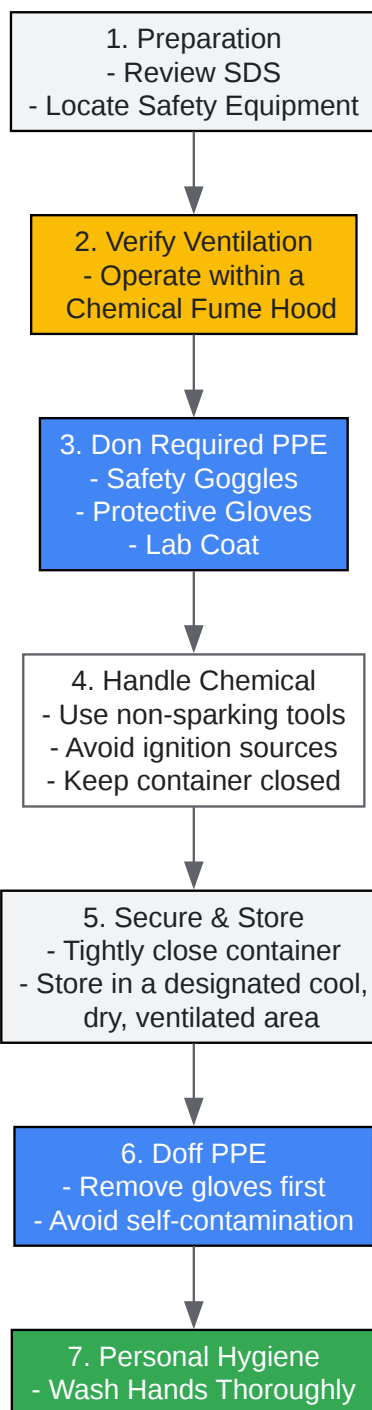 1. Preparation
- Review SDS
- Locate Safety Equipment
2. Verify Ventilation
- Operate within a
Chemical Fume Hood
3. Don Required PPE
- Safety Goggles
- Protective Gloves
- Lab Coat
4. Handle Chemical
- Use non-sparking tools
- Avoid ignition sources
- Keep container closed
5. Secure & Store
- Tightly close container
- Store in a designated cool,
dry, ventilated area
6. Doff PPE
- Remove gloves first
- Avoid self-contamination
7. Personal Hygiene
- Wash Hands Thoroughly